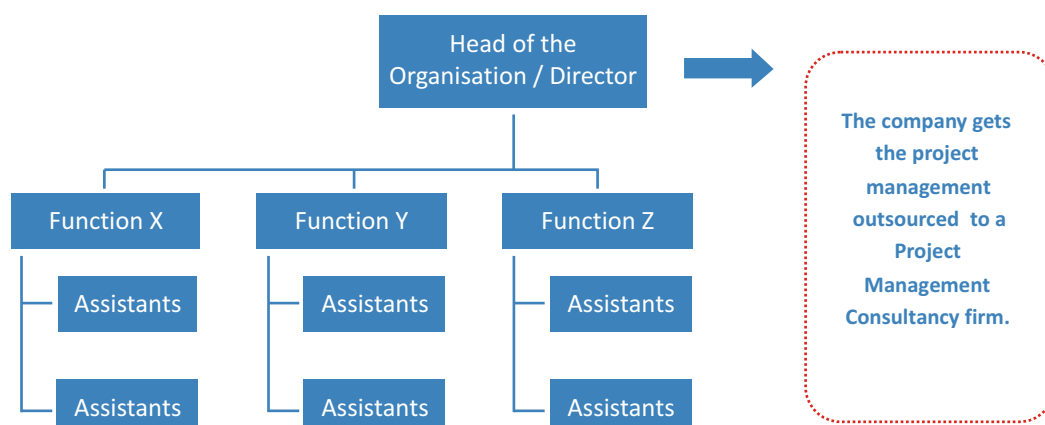 Head of the
Organisation / Director
The company gets
the project
management
outsourced to a
Project
Management
Consultancy firm.
Function X
Function Y
Function Z
Assistants
Assistants
Assistants
Assistants
Assistants
Assistants